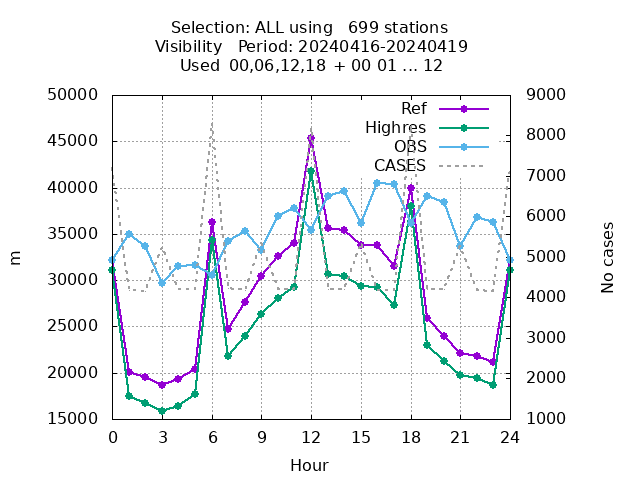 Selection: ALL using   699 stations
Visibility   Period: 20240416-20240419
Used  00,06,12,18 + 00 01 ... 12
50000
45000
40000
35000
30000
25000
20000
15000
9000
8000
7000
6000
5000
4000
3000
2000
1000
Ref
Highres
OBS
CASES
m
No cases
0 3 6 9 12 15 18 21 24
Hour